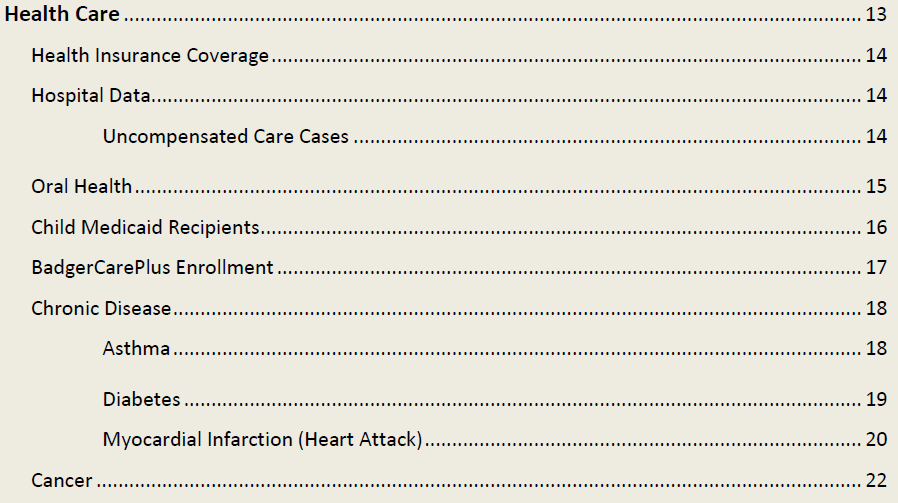 Health Care ........................................ 13
Health Insurance Coverage ........................................ 14
Hospital Data ........................................ 14
Uncompensated Care Cases ........................................ 14
Oral Health ........................................ 15
Child Medicaid Recipients ........................................ 16
BadgerCarePlus Enrollment ........................................ 17
Chronic Disease ........................................ 18
Asthma ........................................ 18
Diabetes ........................................ 19
Myocardial Infarction (Heart Attack) ........................................ 20
Cancer ........................................ 22